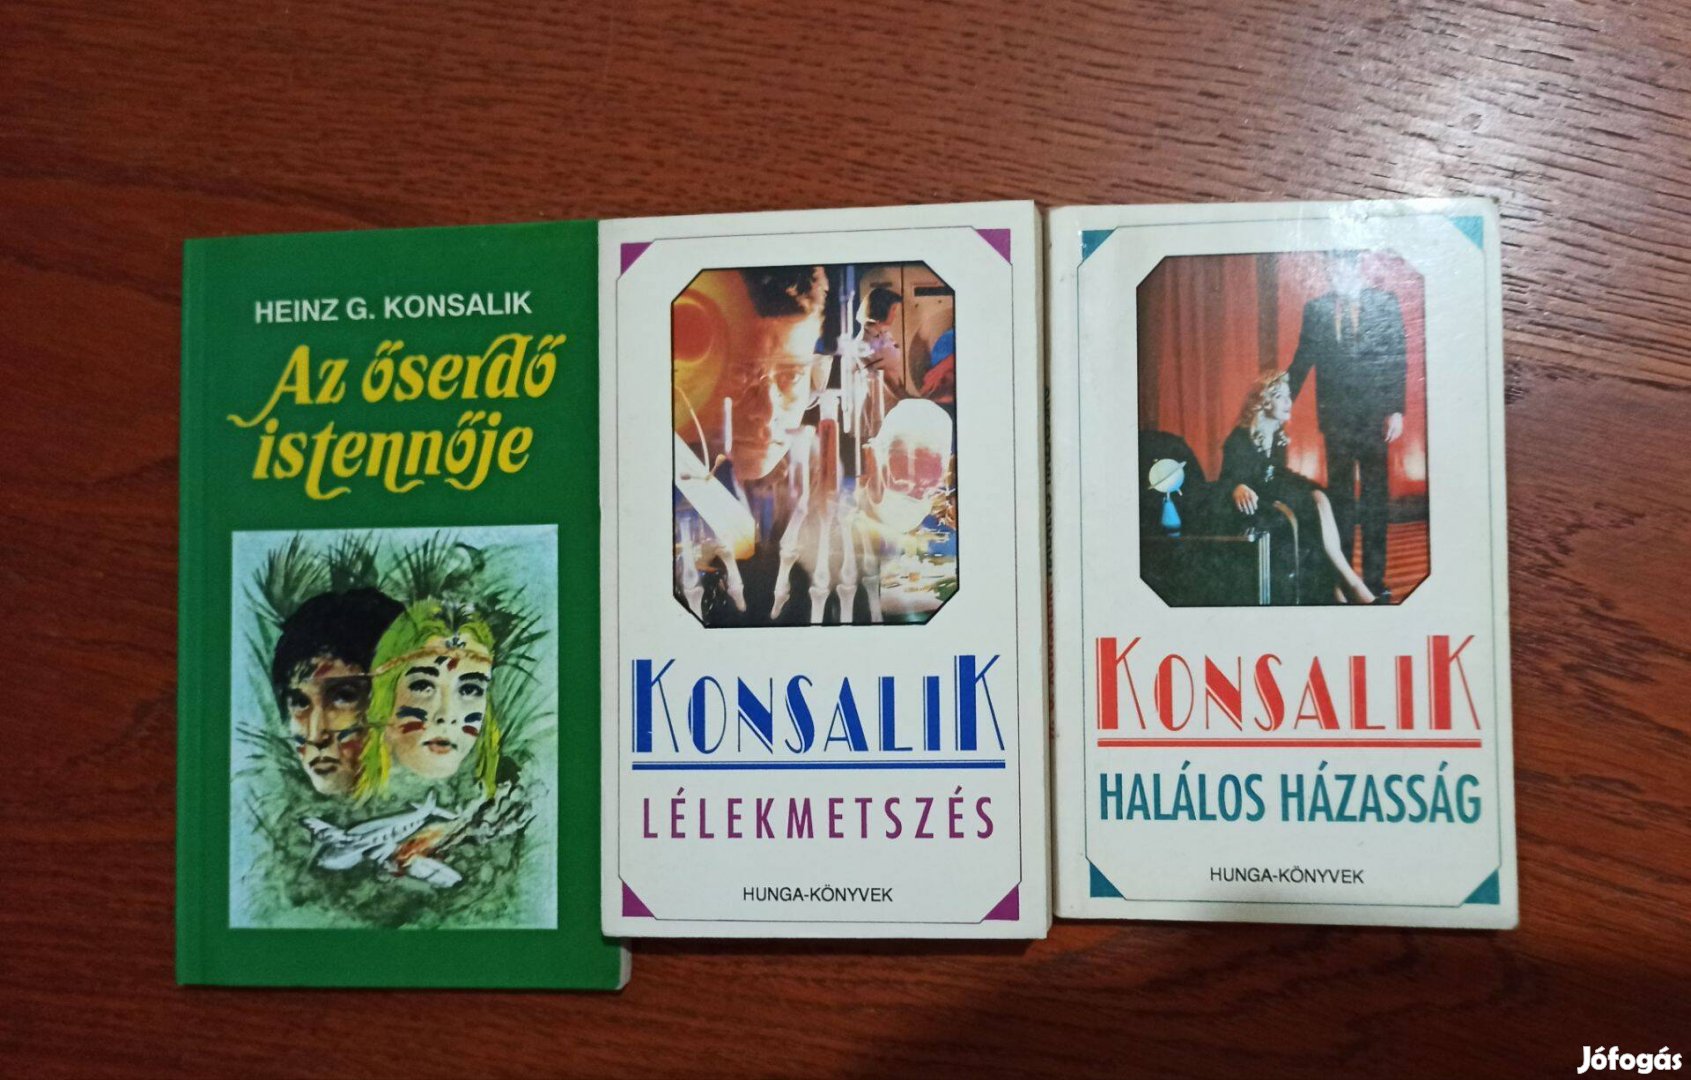 HEINZ G. KONSALIK
Az őserdő
istennője
KONSALIK
LÉLEKMETSZÉS
HUNGA-KÖNYVEK
KONSALIK
HALÁLOS HÁZASSÁG
HUNGA-KÖNYVEK
Jófogás